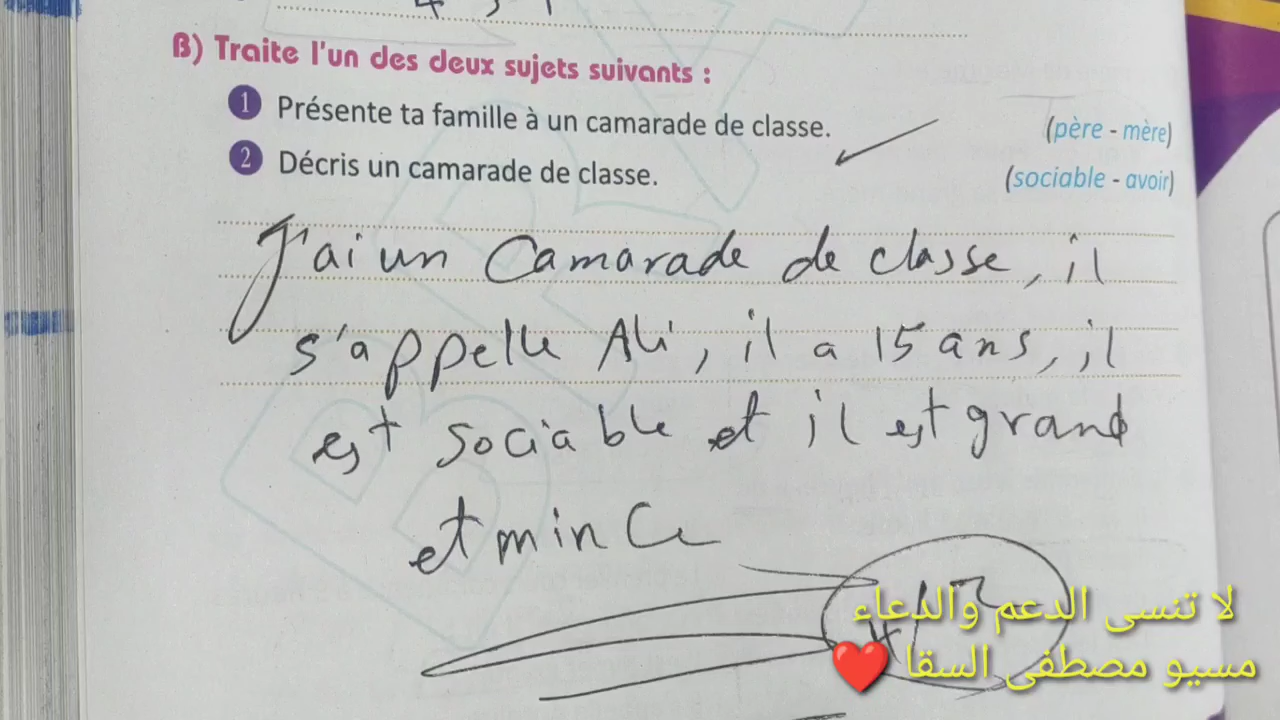 B) Traite l'un des deux sujets suivants :
1 Présente ta famille à un camarade de classe. (père - mère)
2 Décris un camarade de classe. (sociable - avoir)
J'ai un Camarade de classe, il
s'appelle Ali, il a 15 ans, il
est sociable et il est grand
et mince
لا تنسى الدعم والدعاء
مسيو مصطفى السقا ❤️